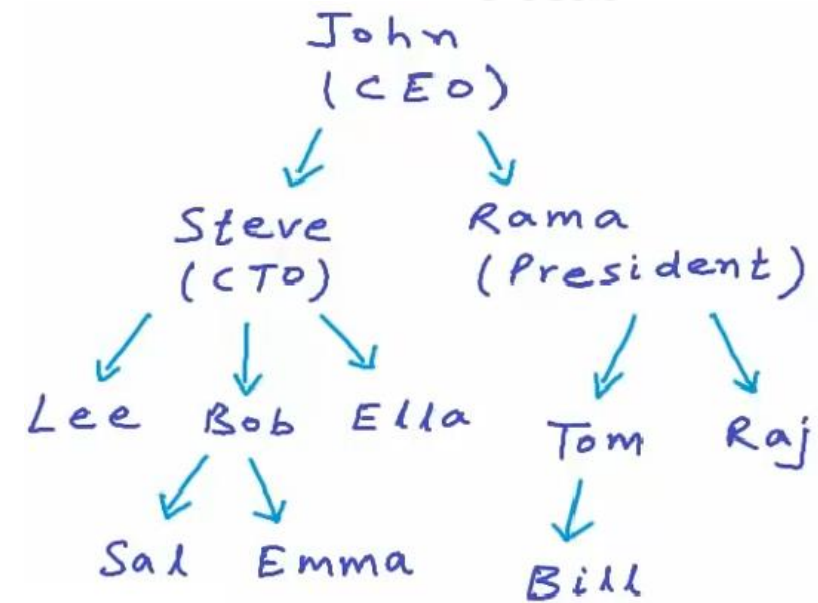 John
(CEO)
Steve
(CTO)
Rama
(President)
Lee Bob Ella
Tom Raj
Sal Emma
Bill